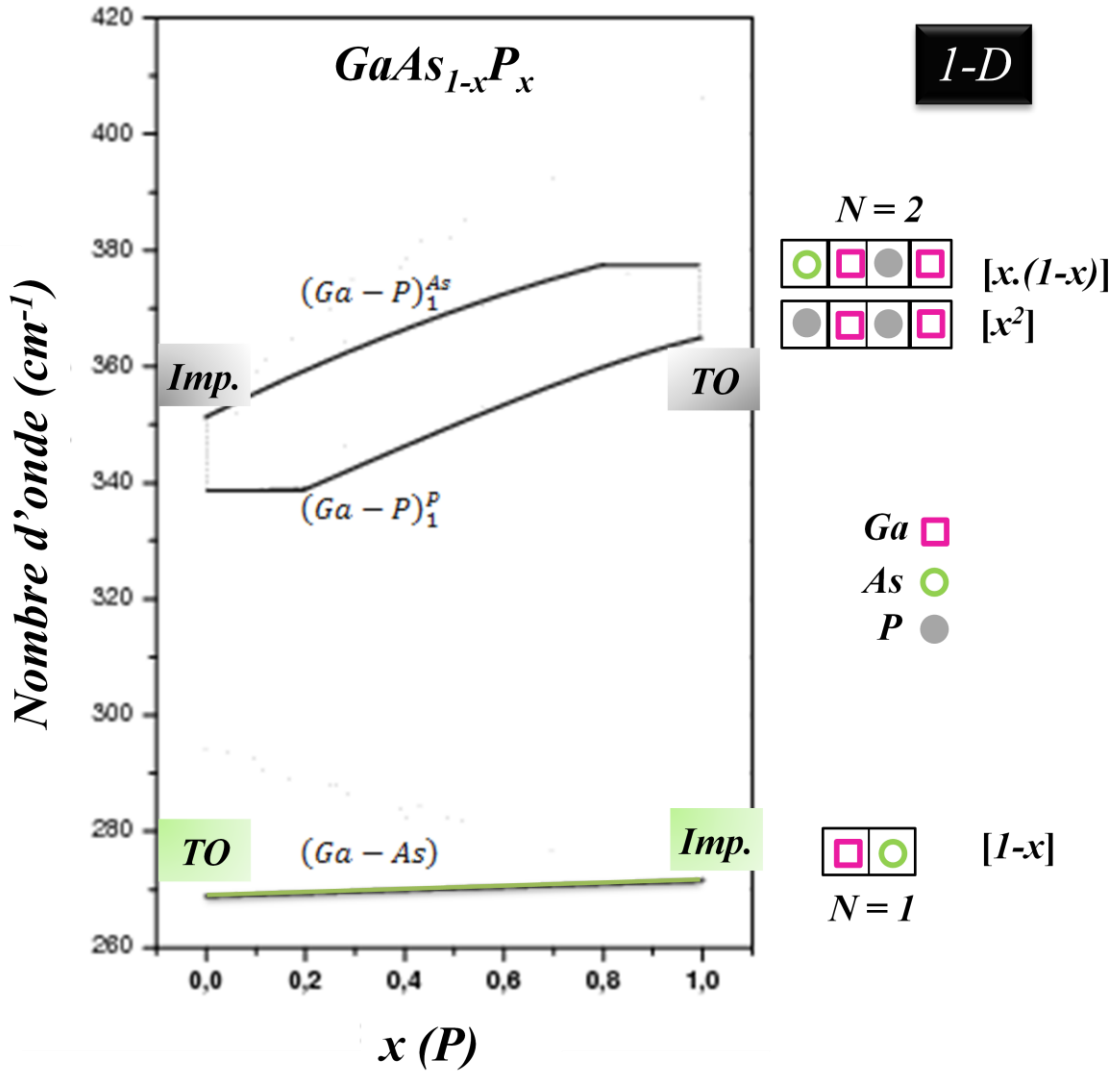 GaAs₁₋ₓPₓ
1-D
Nombre d'onde (cm⁻¹)
420
400
380
360
340
320
300
280
260
(Ga − P)₁ᴬˢ
(Ga − P)₁ᴾ
Imp.
TO
N = 2
[x.(1-x)]
[x²]
Ga
As
P
TO
(Ga − As)
Imp.
[1-x]
N = 1
0,0 0,2 0,4 0,6 0,8 1,0
x (P)